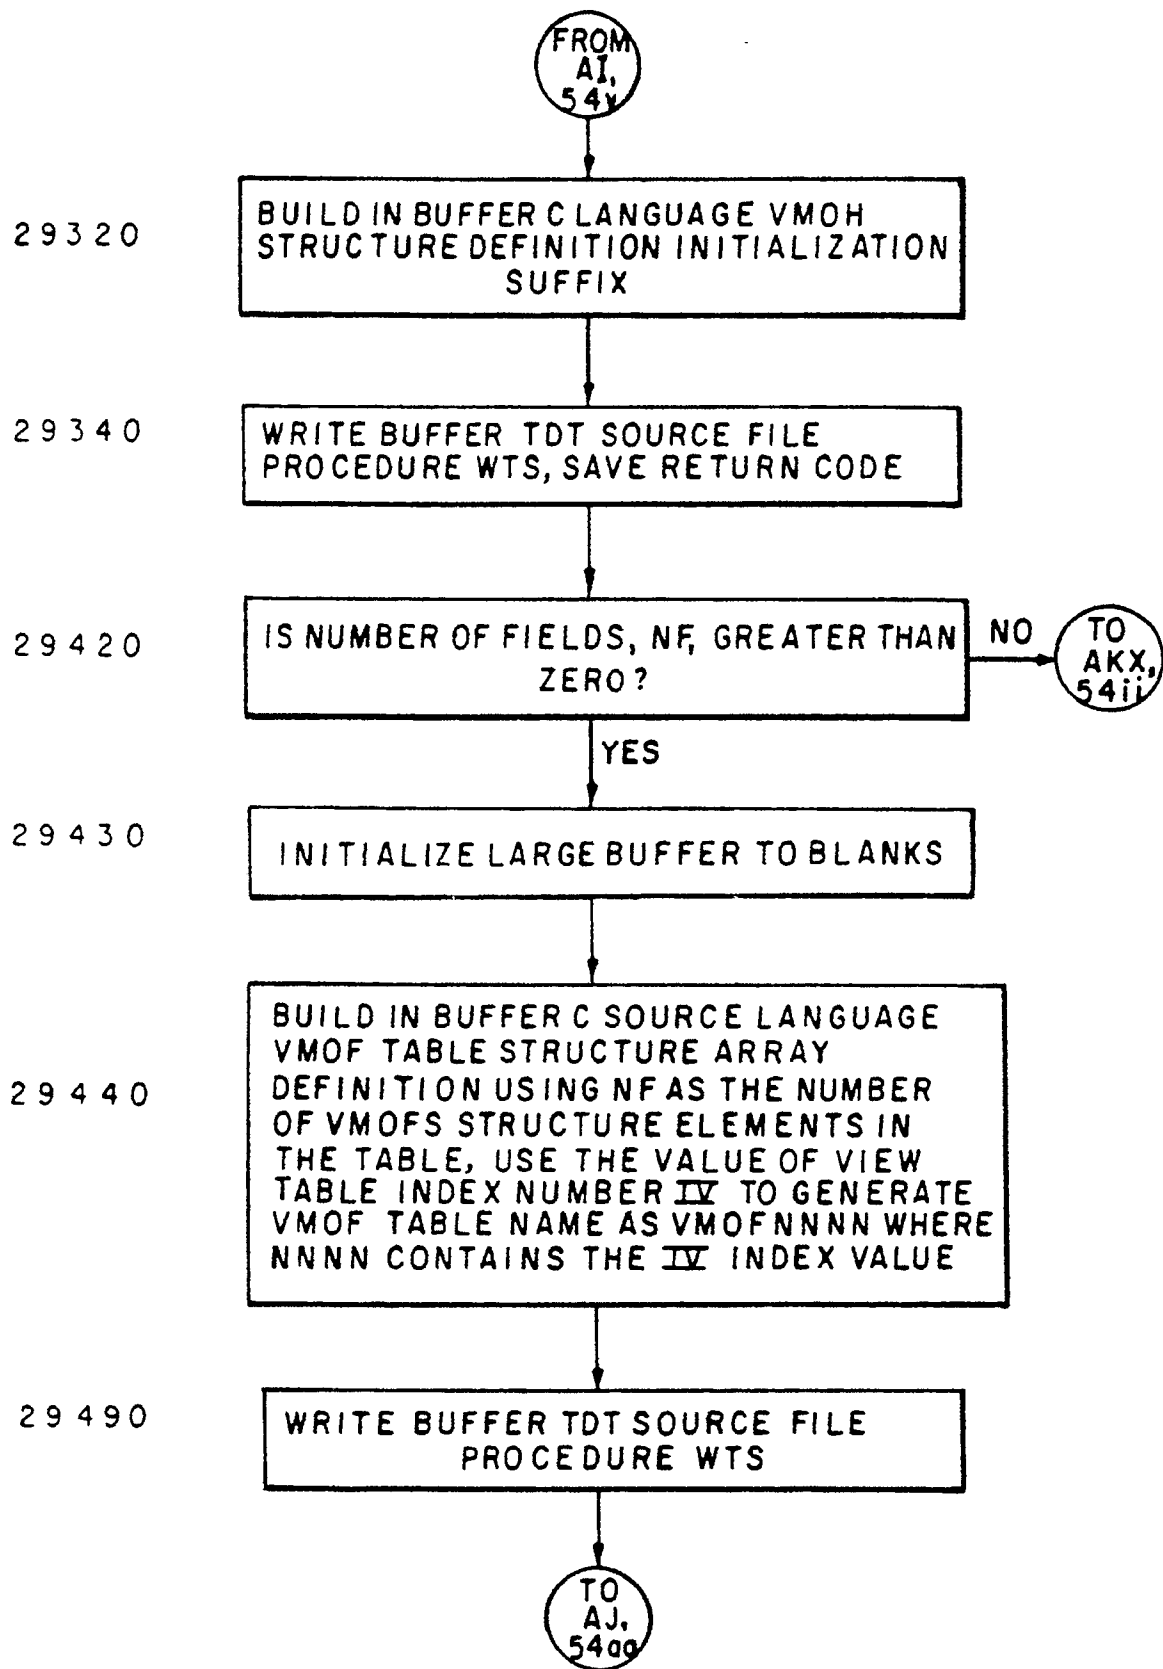 FROM
AI,
54y
29320
BUILD IN BUFFER C LANGUAGE VMOH
STRUCTURE DEFINITION INITIALIZATION
SUFFIX
29340
WRITE BUFFER TDT SOURCE FILE
PROCEDURE WTS, SAVE RETURN CODE
29420
IS NUMBER OF FIELDS, NF, GREATER THAN
ZERO?
NO
TO
AKX,
54ii
YES
29430
INITIALIZE LARGE BUFFER TO BLANKS
29440
BUILD IN BUFFER C SOURCE LANGUAGE
VMOF TABLE STRUCTURE ARRAY
DEFINITION USING NF AS THE NUMBER
OF VMOFS STRUCTURE ELEMENTS IN
THE TABLE, USE THE VALUE OF VIEW
TABLE INDEX NUMBER IV TO GENERATE
VMOF TABLE NAME AS VMOFNNNN WHERE
NNNN CONTAINS THE IV INDEX VALUE
29490
WRITE BUFFER TDT SOURCE FILE
PROCEDURE WTS
TO
AJ,
54aa